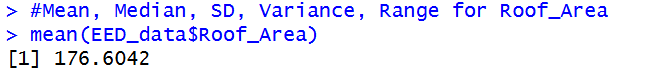 > #Mean, Median, SD, Variance, Range for Roof_Area
> mean(EED_data$Roof_Area)
[1] 176.6042